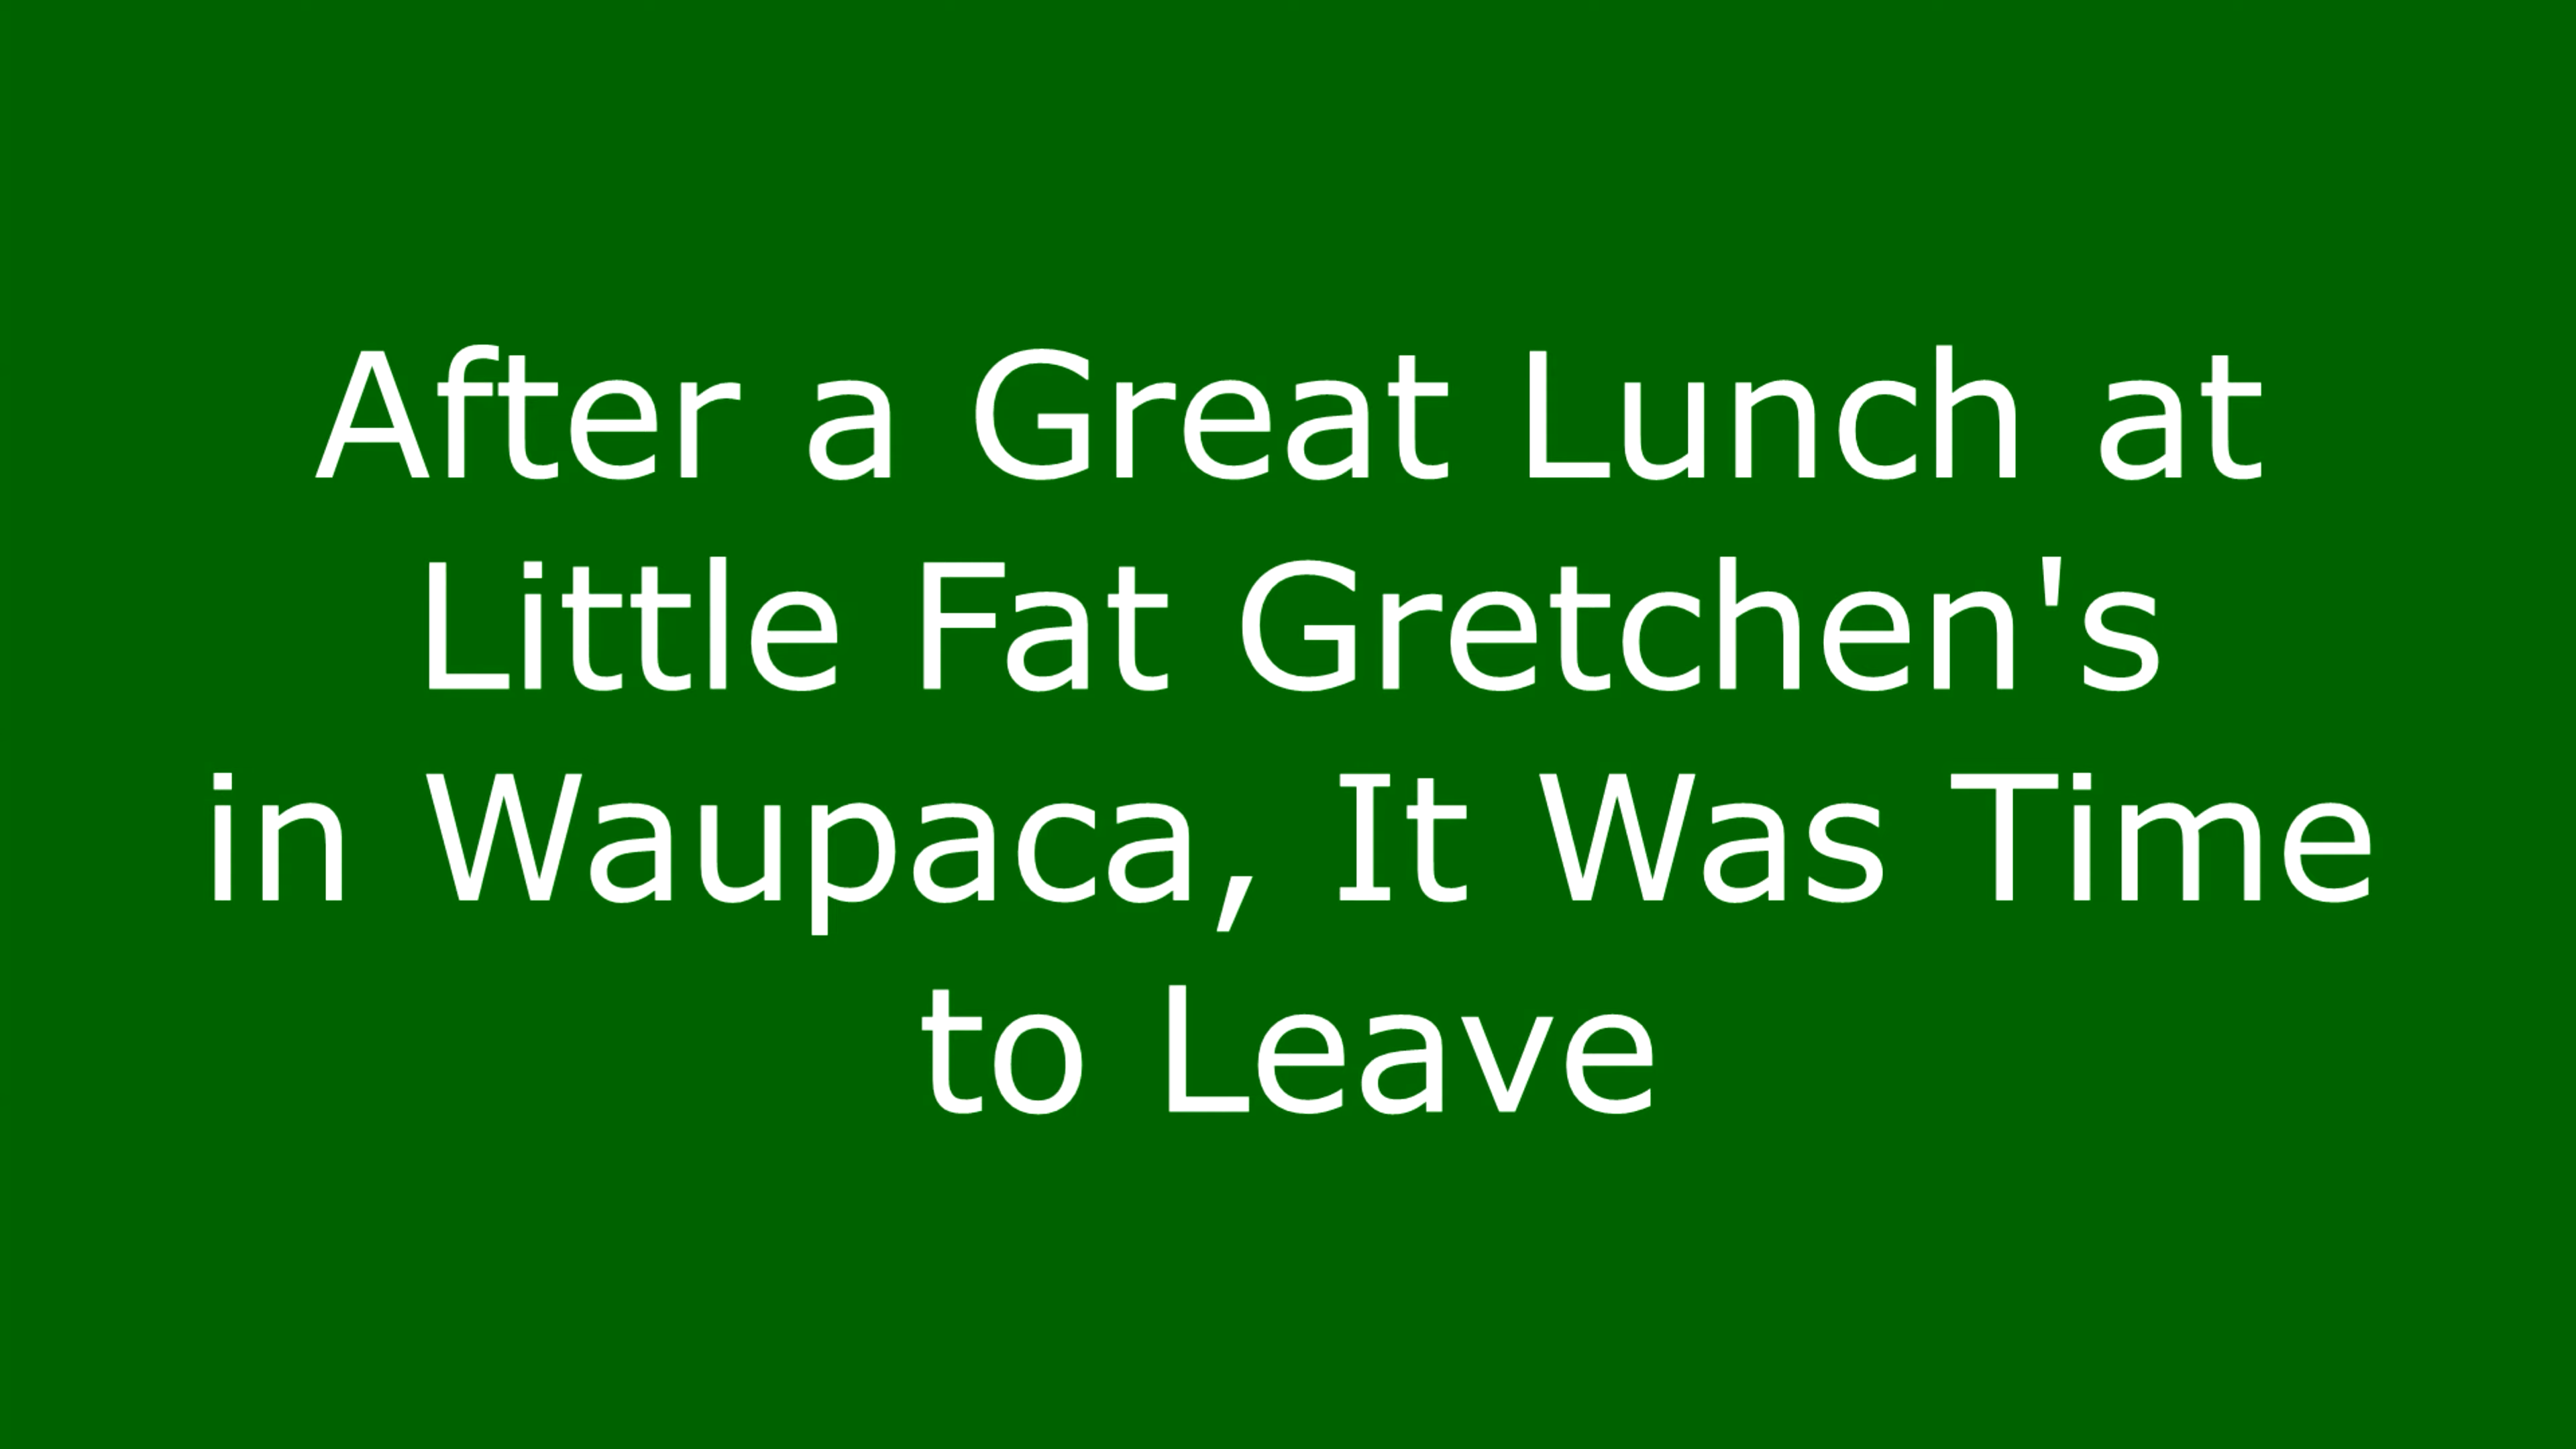 After a Great Lunch at
Little Fat Gretchen's
in Waupaca, It Was Time
to Leave